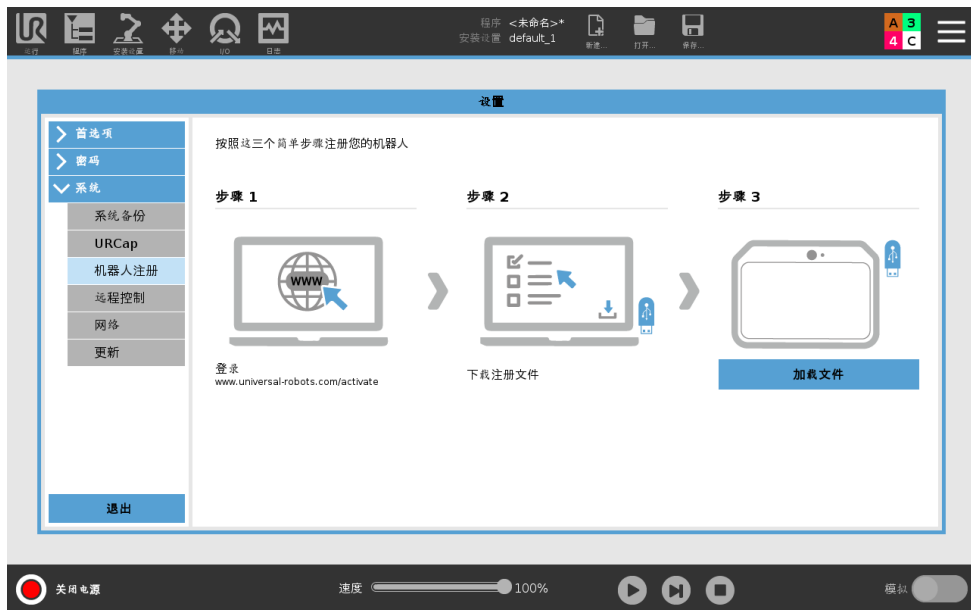 UR
运行
程序
安装设置
移动
I/O
日志
程序 <未命名>*
安装设置 default_1
新建...
打开...
保存...
A 3
4 C
设置
首选项
密码
系统
系统备份
URCap
机器人注册
远程控制
网络
更新
退出
按照这三个简单步骤注册您的机器人
步骤 1
步骤 2
步骤 3
www
登录
www.universal-robots.com/activate
下载注册文件
加载文件
关闭电源
速度
100%
模拟